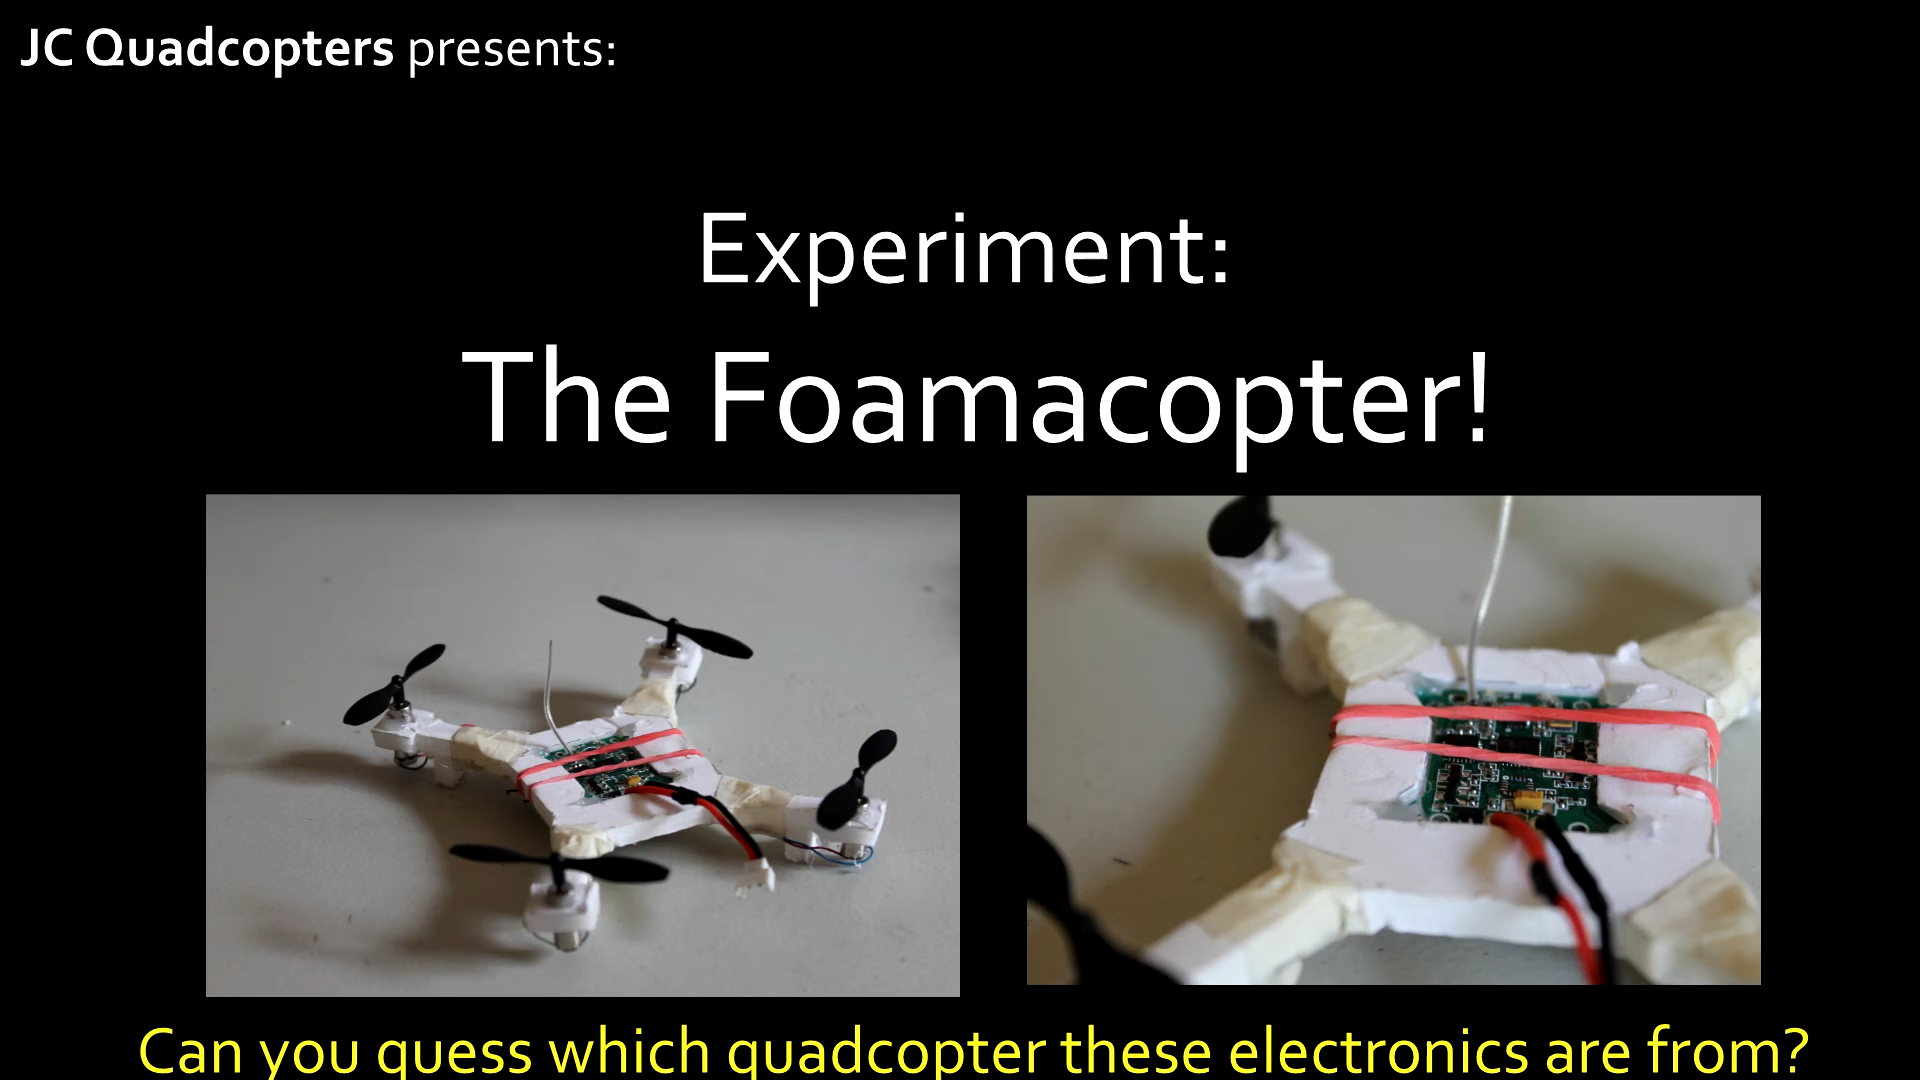 JC Quadcopters presents:
Experiment:
The Foamacopter!
Can you guess which quadcopter these electronics are from?